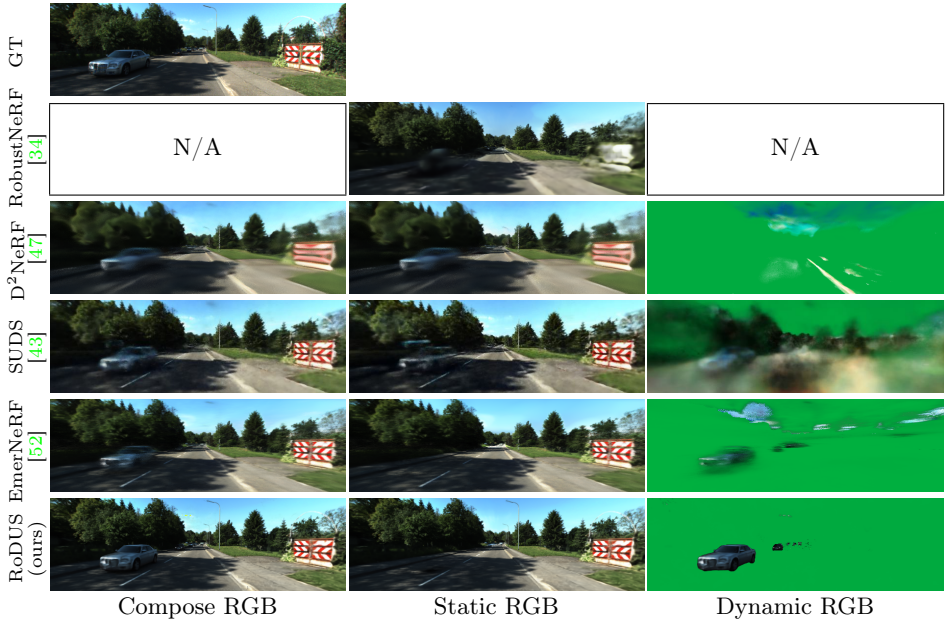 GT
RobustNeRF
[34]
N/A
N/A
D²NeRF
[47]
SUDS
[43]
EmerNeRF
[52]
RoDUS
(ours)
Compose RGB
Static RGB
Dynamic RGB